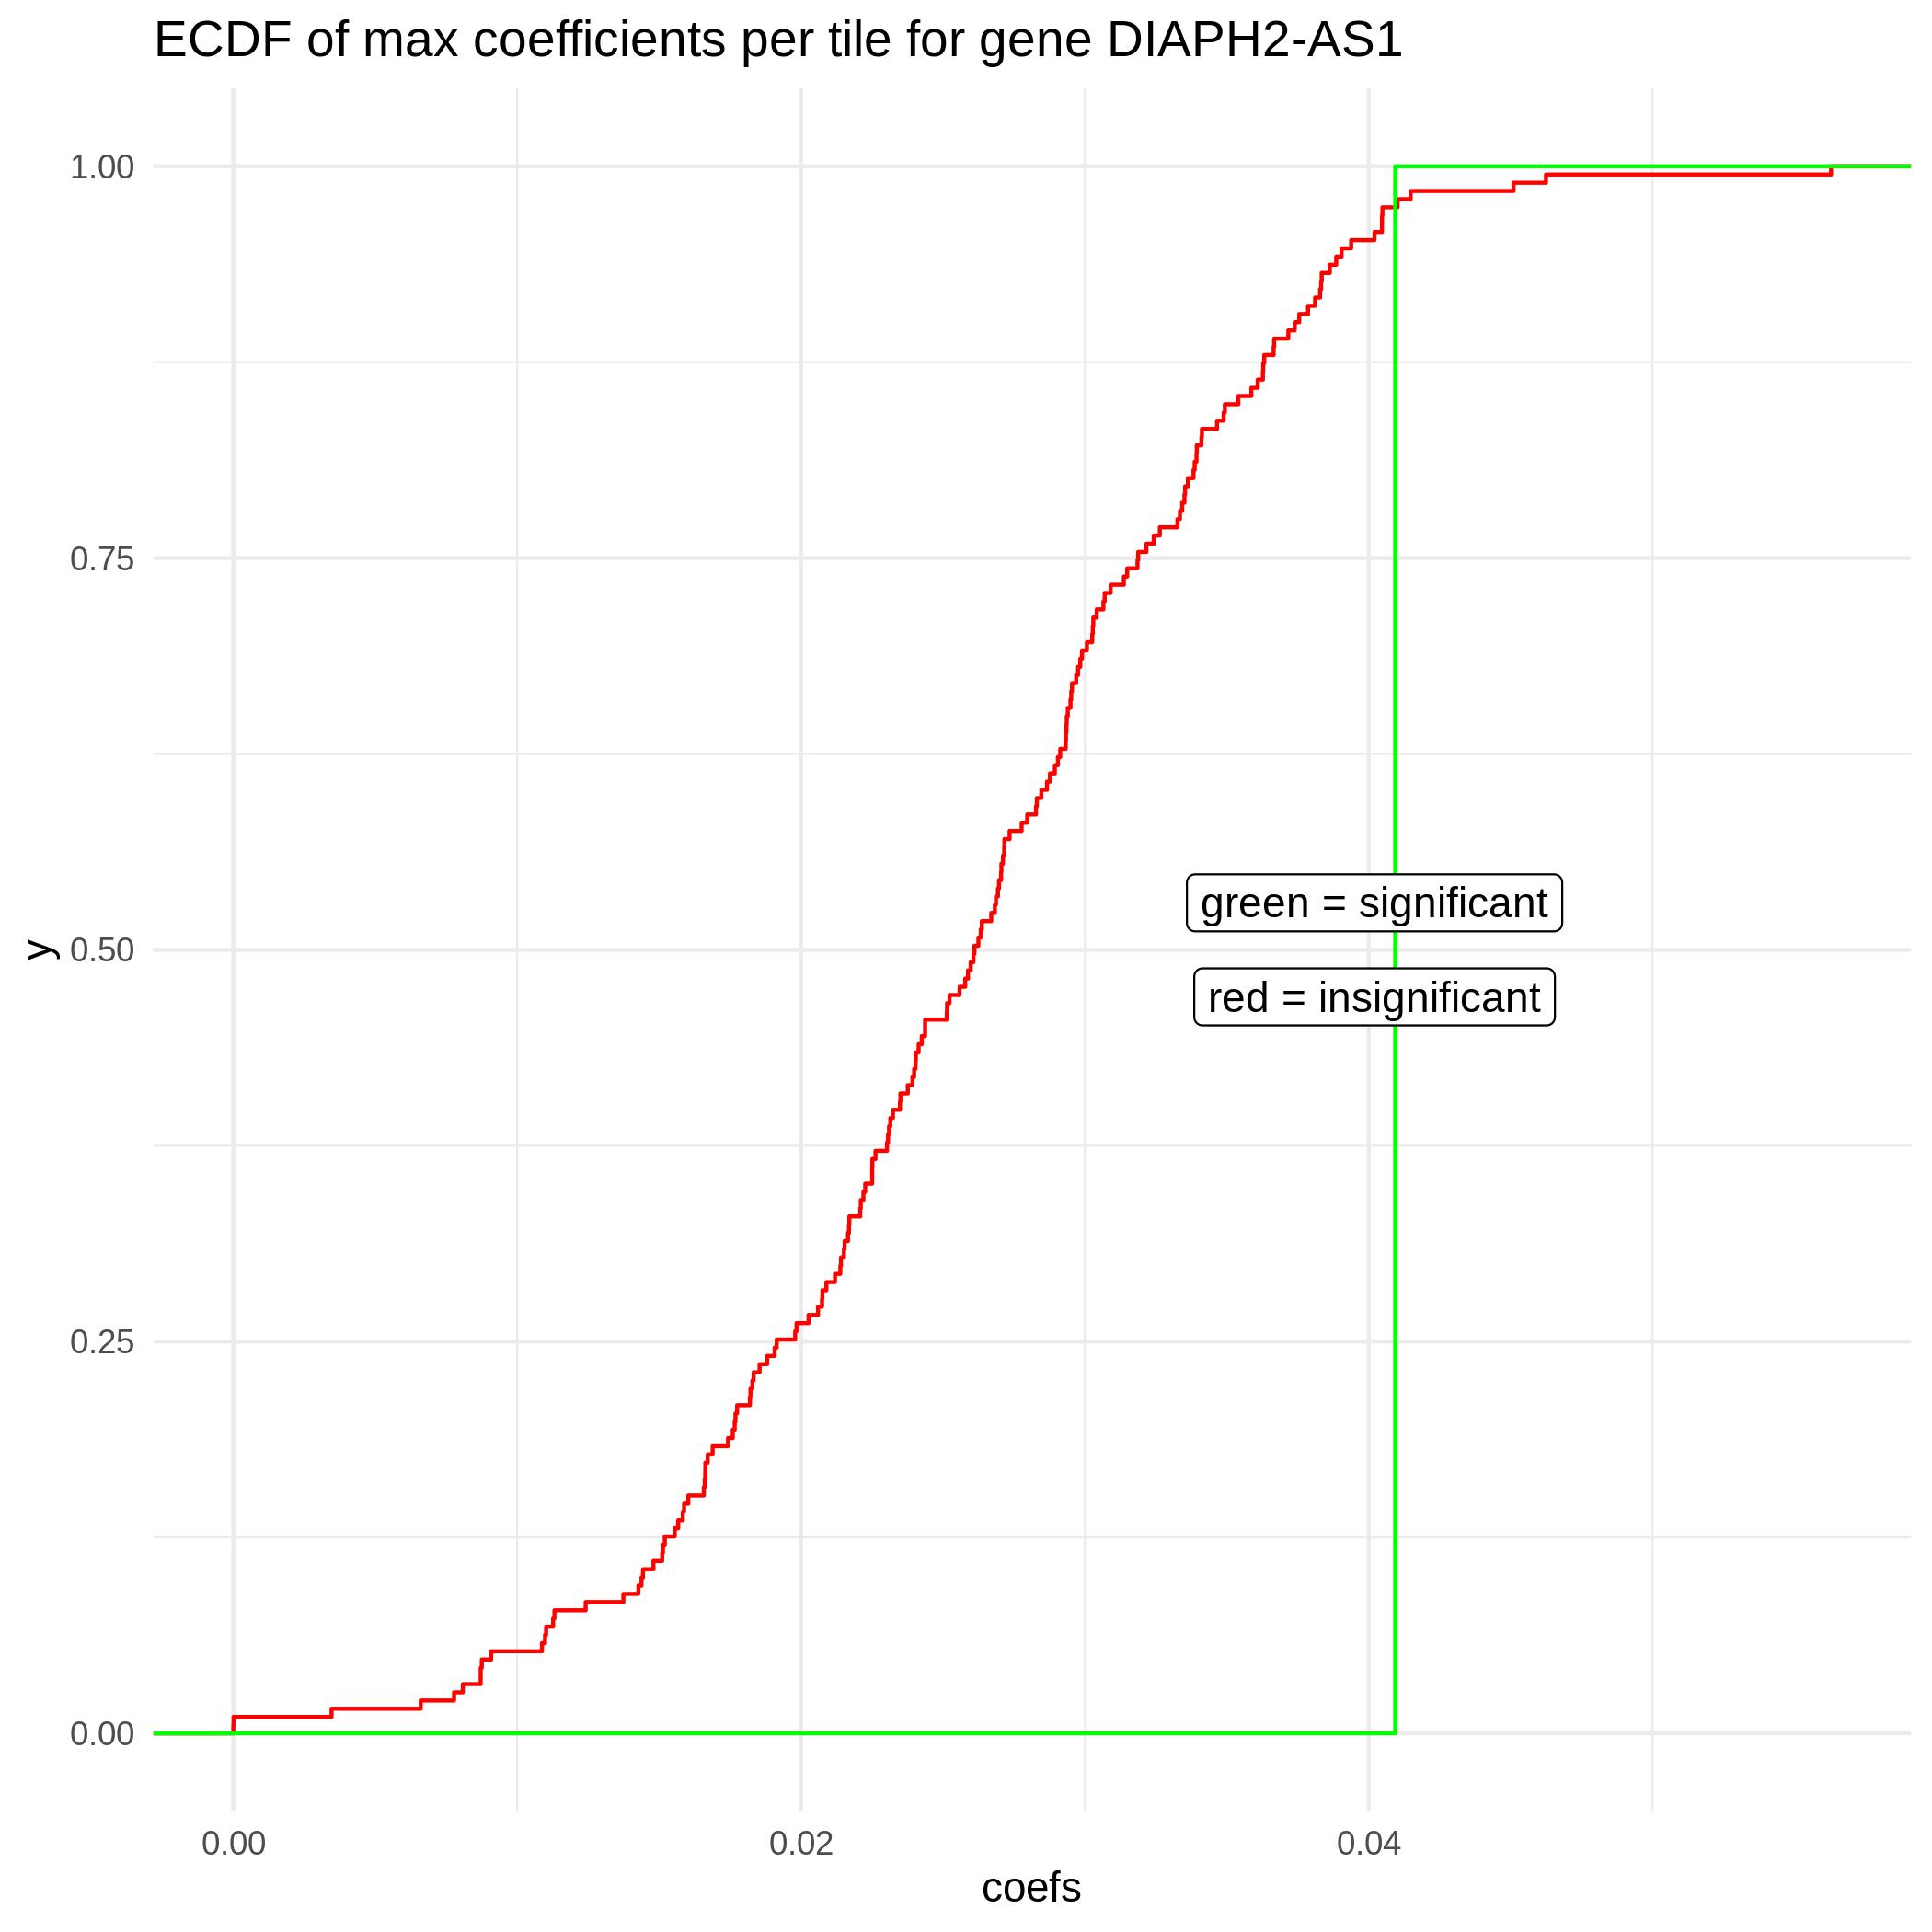 ECDF of max coefficients per tile for gene DIAPH2-AS1
1.00
0.75
0.50
0.25
0.00
y
green = significant
red = insignificant
0.00
0.02
0.04
coefs